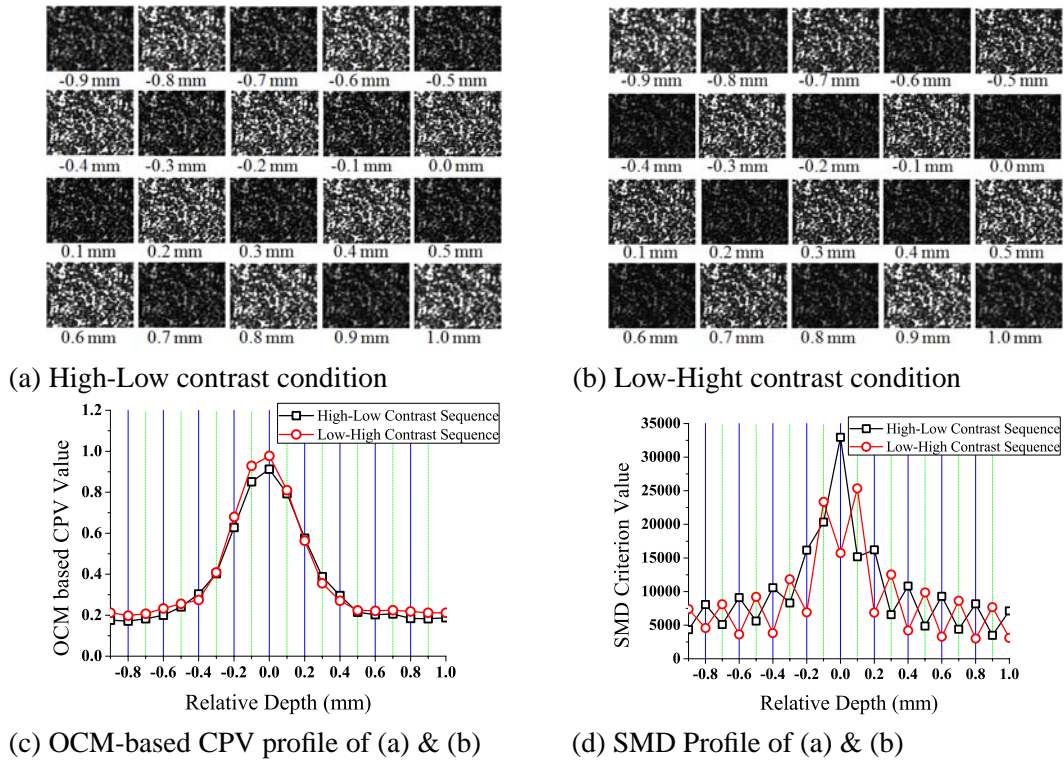 -0.9 mm -0.8 mm -0.7 mm -0.6 mm -0.5 mm
-0.4 mm -0.3 mm -0.2 mm -0.1 mm 0.0 mm
0.1 mm 0.2 mm 0.3 mm 0.4 mm 0.5 mm
0.6 mm 0.7 mm 0.8 mm 0.9 mm 1.0 mm
(a) High-Low contrast condition
-0.9 mm -0.8 mm -0.7 mm -0.6 mm -0.5 mm
-0.4 mm -0.3 mm -0.2 mm -0.1 mm 0.0 mm
0.1 mm 0.2 mm 0.3 mm 0.4 mm 0.5 mm
0.6 mm 0.7 mm 0.8 mm 0.9 mm 1.0 mm
(b) Low-Hight contrast condition
High-Low Contrast Sequence
Low-High Contrast Sequence
OCM based CPV Value
1.2
1.0
0.8
0.6
0.4
0.2
0.0
-0.8 -0.6 -0.4 -0.2 0.0 0.2 0.4 0.6 0.8 1.0
Relative Depth (mm)
(c) OCM-based CPV profile of (a) & (b)
High-Low Contrast Sequence
Low-High Contrast Sequence
SMD Criterion Value
35000
30000
25000
20000
15000
10000
5000
0
-0.8 -0.6 -0.4 -0.2 0.0 0.2 0.4 0.6 0.8 1.0
Relative Depth (mm)
(d) SMD Profile of (a) & (b)